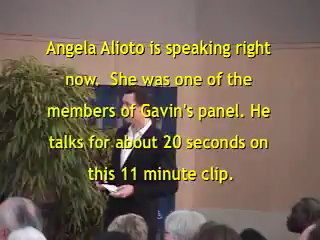 Angela Alioto is speaking right
now. She was one of the
members of Gavin's panel. He
talks for about 20 seconds on
this 11 minute clip.